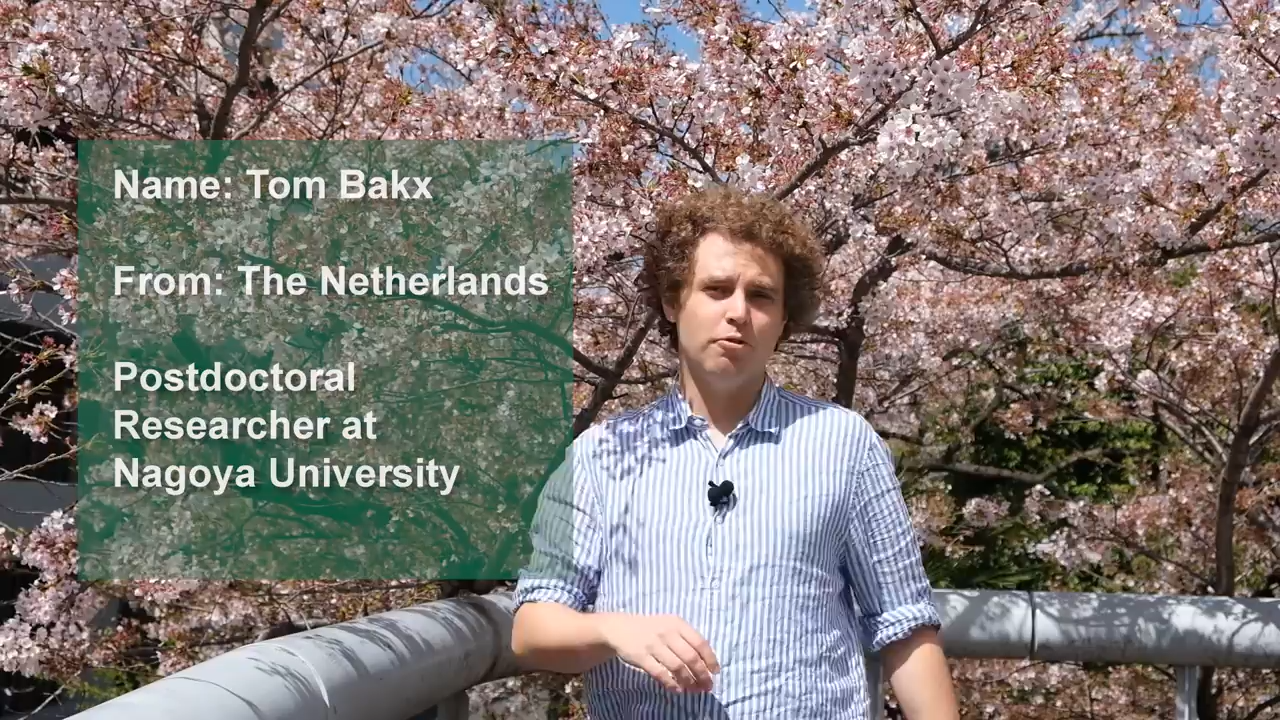 Name: Tom Bakx
From: The Netherlands
Postdoctoral
Researcher at
Nagoya University